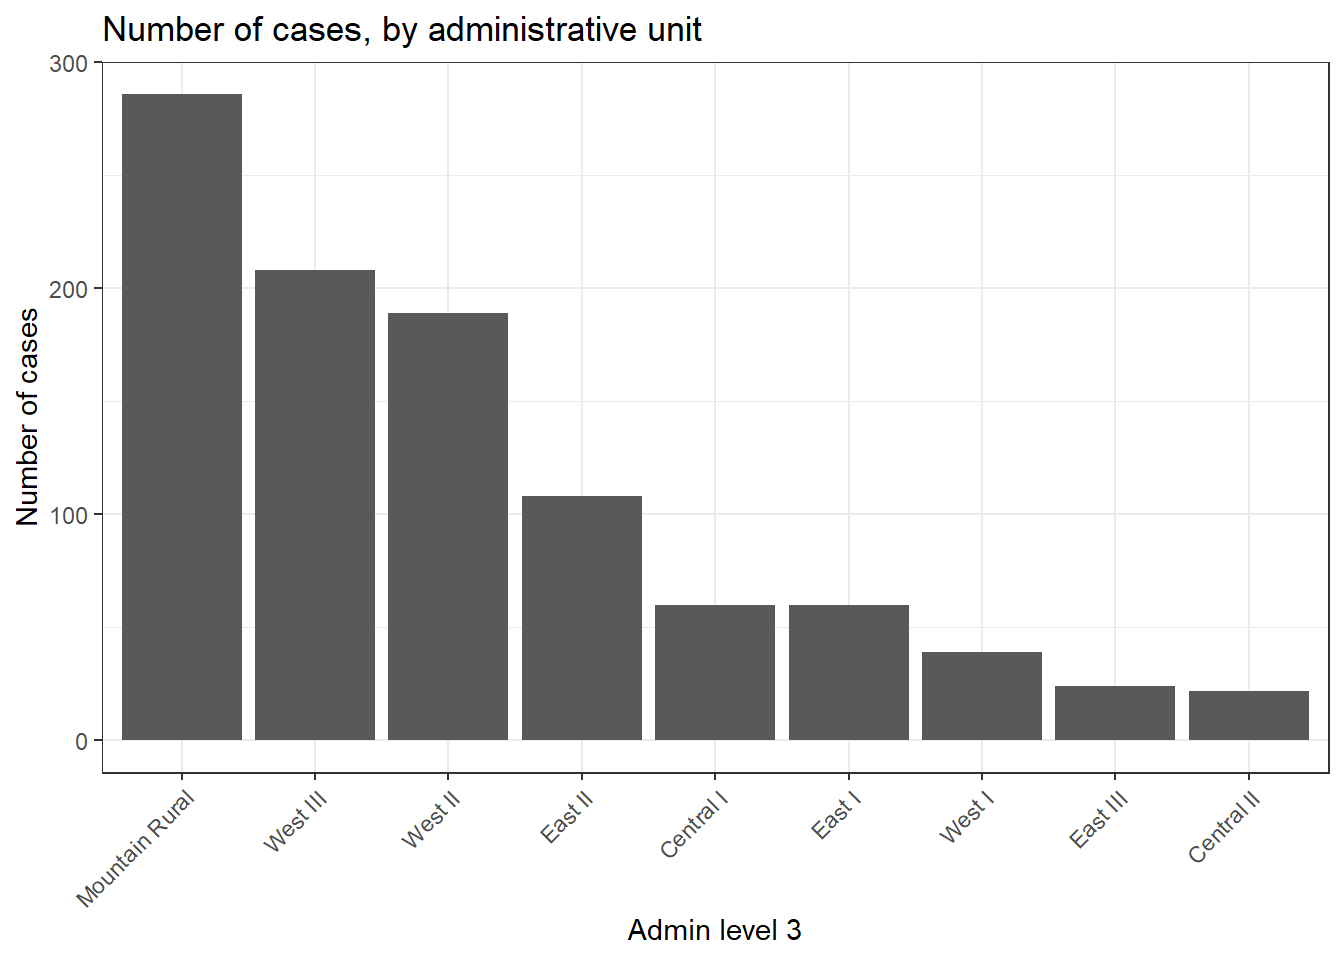 Number of cases, by administrative unit
300
200
100
0
Number of cases
Mountain Rural
West III
West II
East II
Central I
East I
West I
East III
Central II
Admin level 3